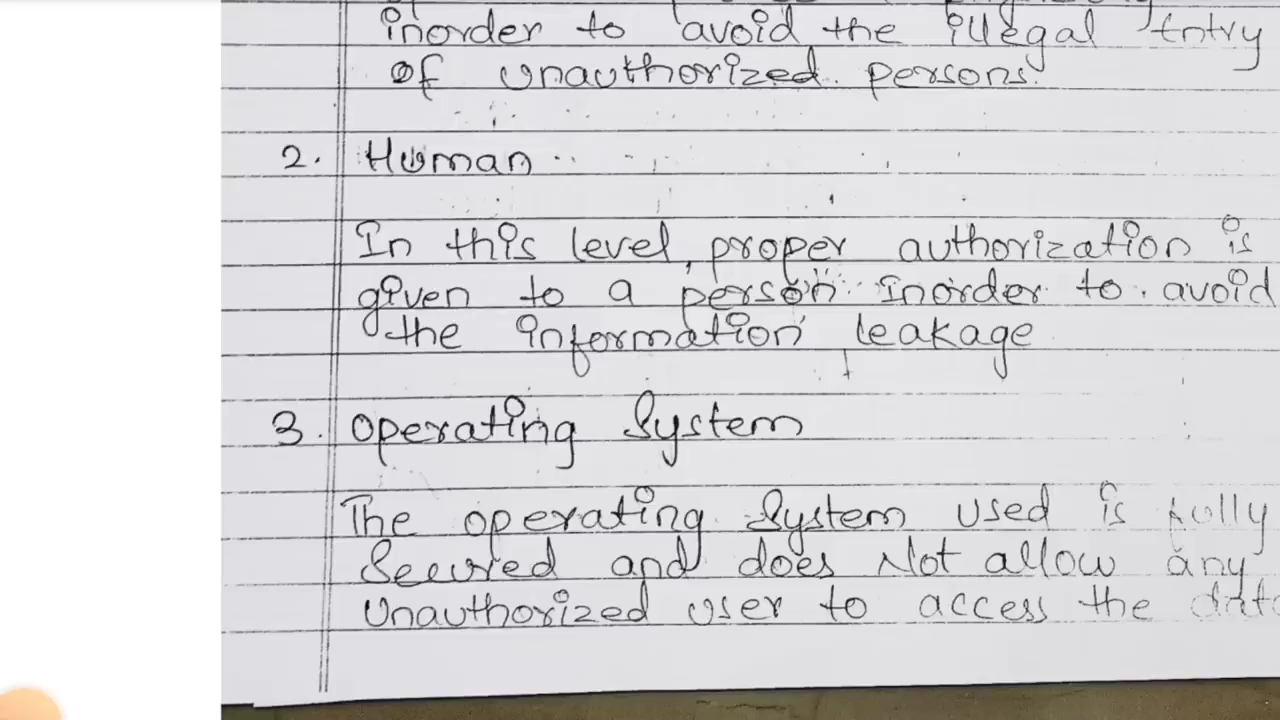 inorder to avoid the illegal Entry
of unauthorized persons.
2. Human
In this level, proper authorization is
given to a person inorder to avoid
the information leakage
3. Operating System
The operating System used is fully
Secured and does Not allow any
Unauthorized user to access the data